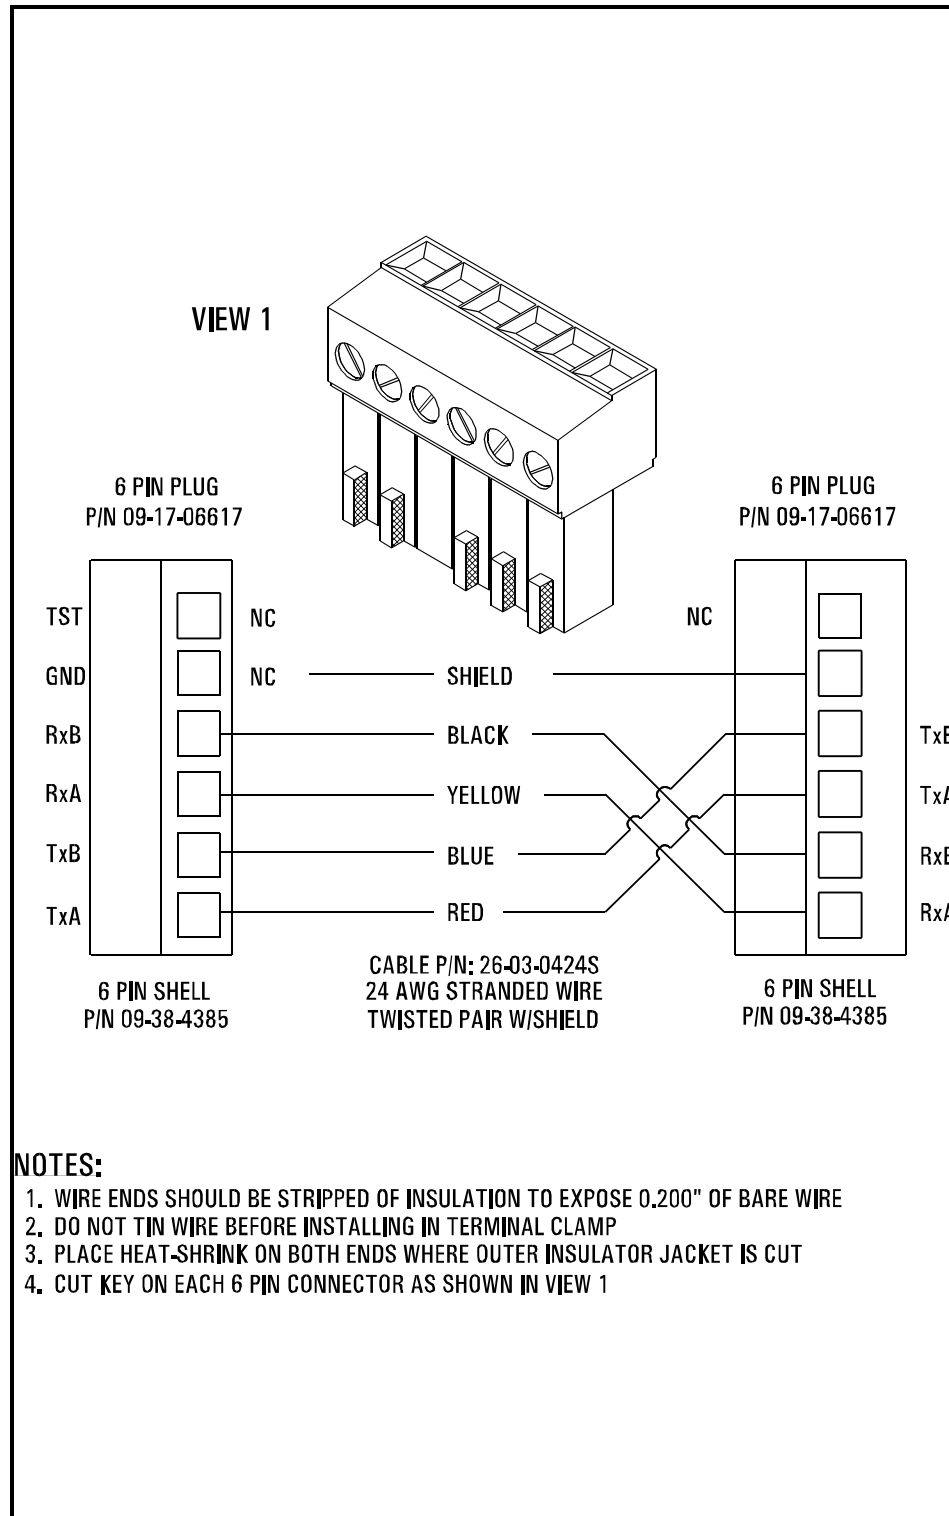 VIEW 1
6 PIN PLUG
P/N 09-17-06617
6 PIN PLUG
P/N 09-17-06617
TST
NC
NC
GND
NC
SHIELD
RxB
BLACK
TxB
RxA
YELLOW
TxA
TxB
BLUE
RxB
TxA
RED
RxA
CABLE P/N: 26-03-0424S
24 AWG STRANDED WIRE
TWISTED PAIR W/SHIELD
6 PIN SHELL
P/N 09-38-4385
6 PIN SHELL
P/N 09-38-4385
NOTES:
1. WIRE ENDS SHOULD BE STRIPPED OF INSULATION TO EXPOSE 0.200" OF BARE WIRE
2. DO NOT TIN WIRE BEFORE INSTALLING IN TERMINAL CLAMP
3. PLACE HEAT-SHRINK ON BOTH ENDS WHERE OUTER INSULATOR JACKET IS CUT
4. CUT KEY ON EACH 6 PIN CONNECTOR AS SHOWN IN VIEW 1